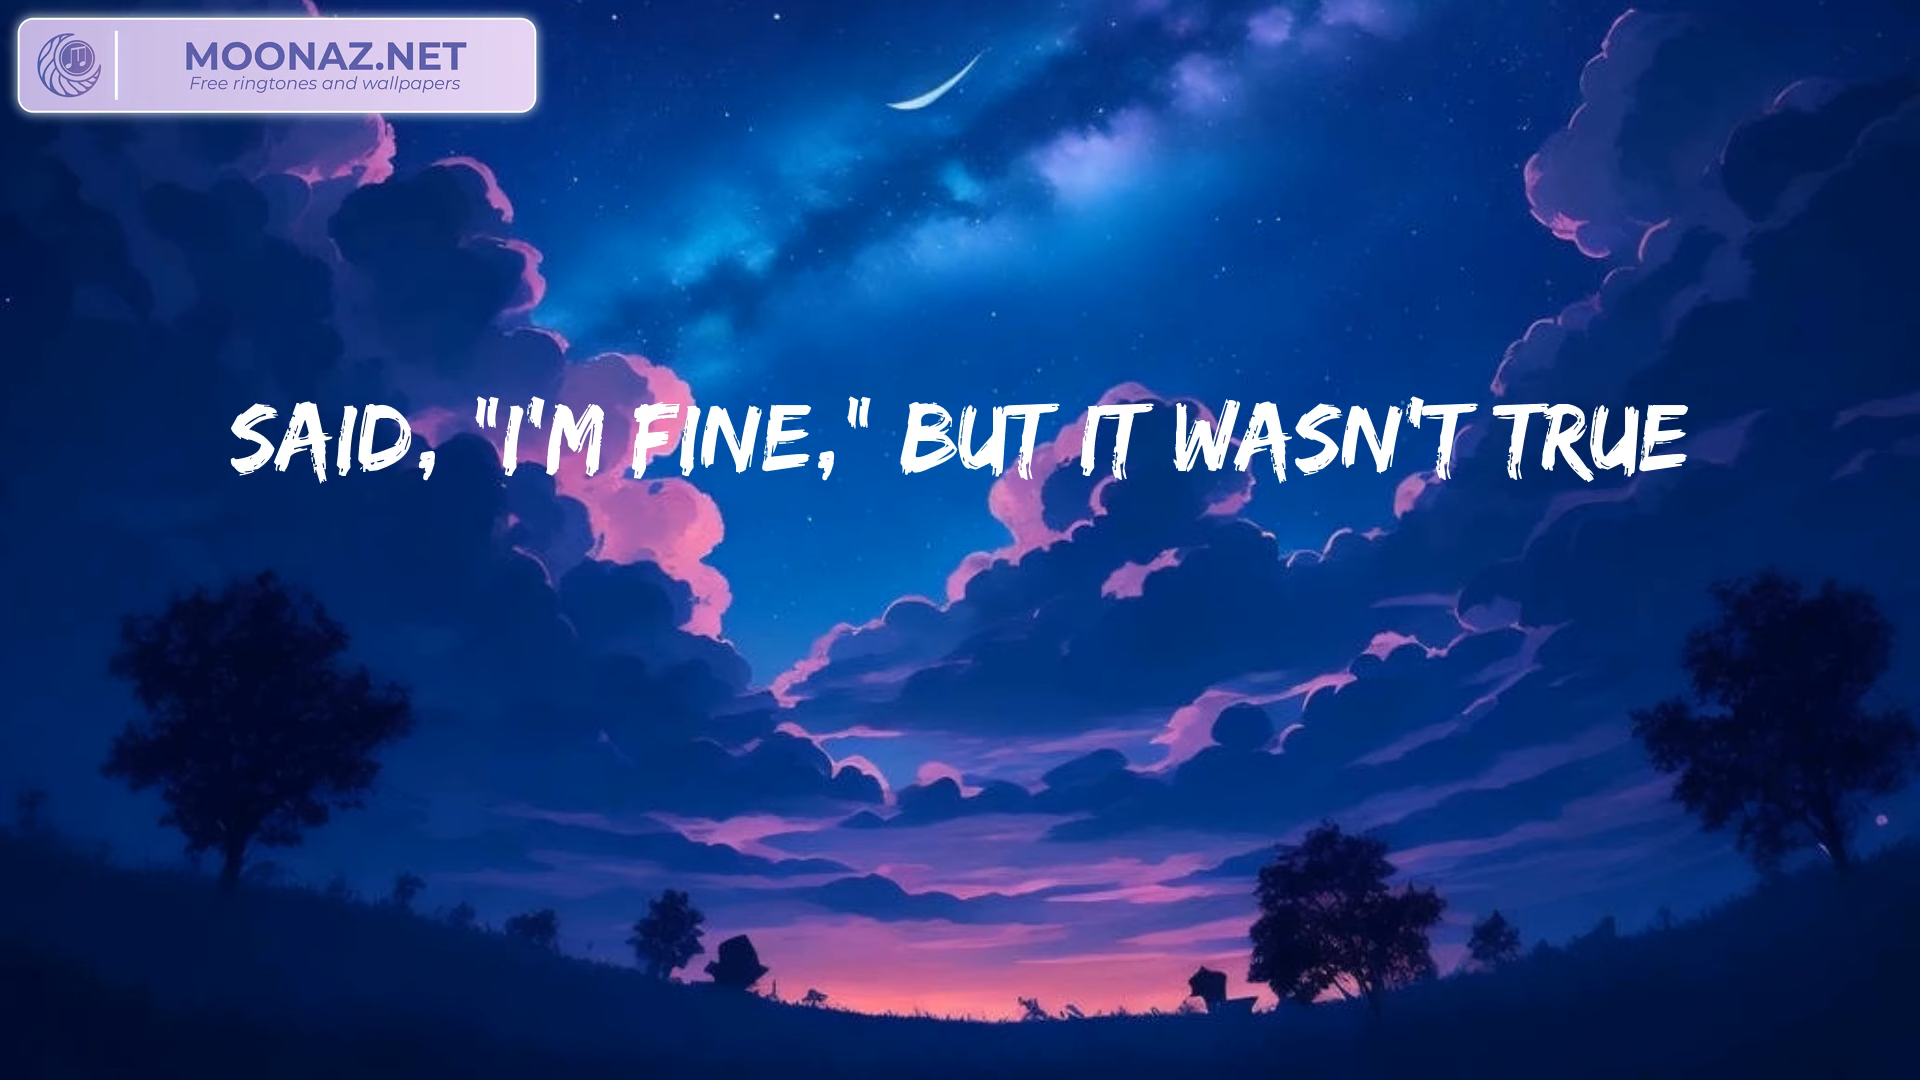 MOONAZ.NET
Free ringtones and wallpapers
SAID, "I'M FINE," BUT IT WASN'T TRUE